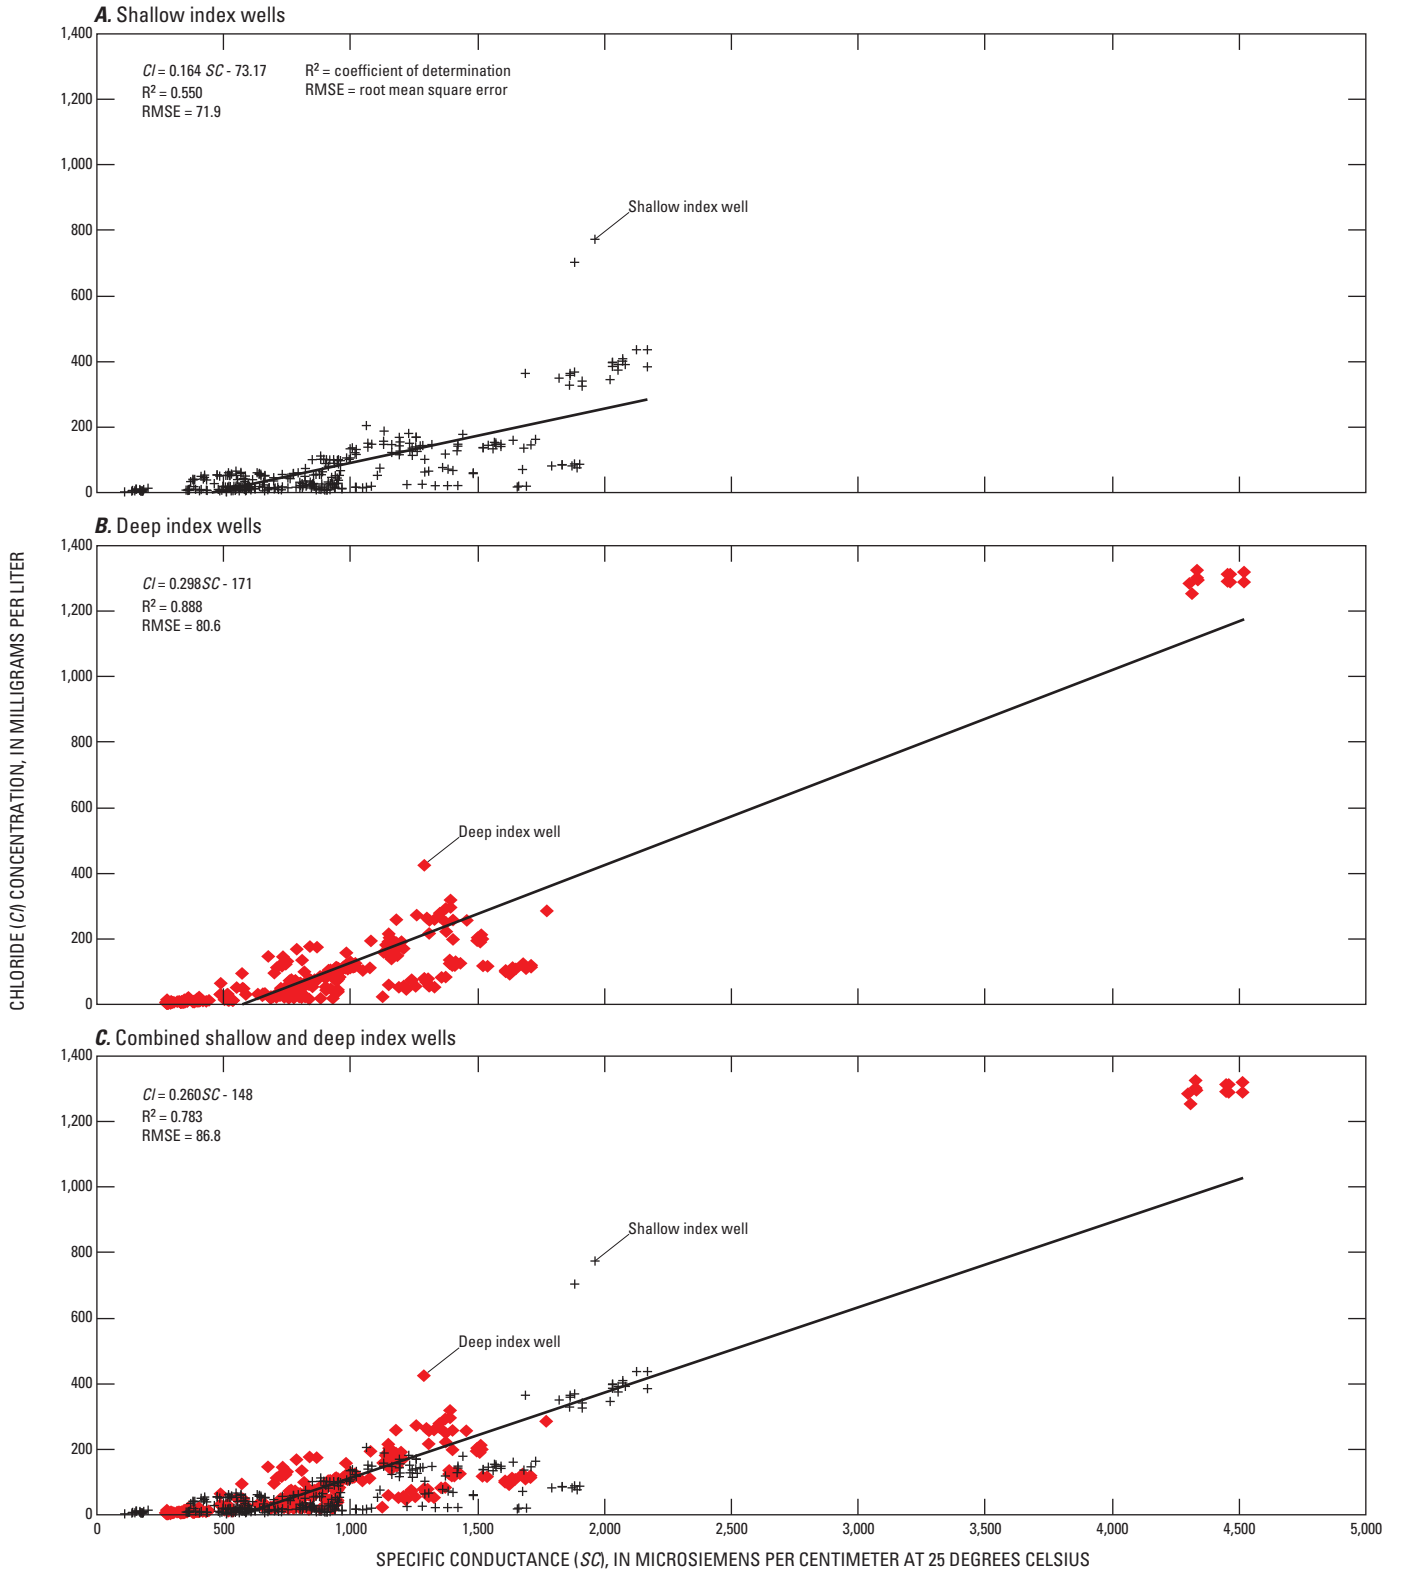 A. Shallow index wells
1,400
1,200
1,000
800
600
400
200
0
Cl = 0.164 SC - 73.17
R² = 0.550
RMSE = 71.9
R² = coefficient of determination
RMSE = root mean square error
Shallow index well
B. Deep index wells
1,400
1,200
1,000
800
600
400
200
0
Cl = 0.298SC - 171
R² = 0.888
RMSE = 80.6
Deep index well
C. Combined shallow and deep index wells
1,400
1,200
1,000
800
600
400
200
0
Cl = 0.260SC - 148
R² = 0.783
RMSE = 86.8
Shallow index well
Deep index well
0 500 1,000 1,500 2,000 2,500 3,000 3,500 4,000 4,500 5,000
SPECIFIC CONDUCTANCE (SC), IN MICROSIEMENS PER CENTIMETER AT 25 DEGREES CELSIUS
CHLORIDE (Cl) CONCENTRATION, IN MILLIGRAMS PER LITER